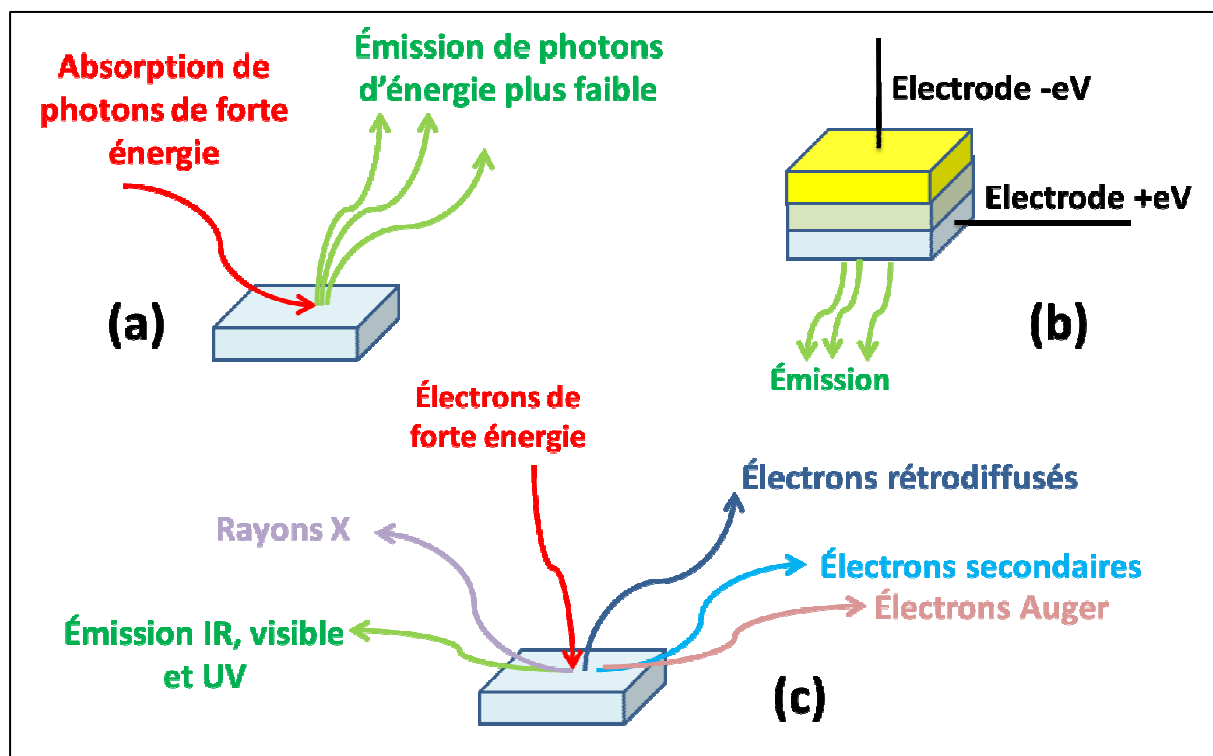 Absorption de
photons de forte
énergie
Émission de photons
d'énergie plus faible
(a)
Electrode -eV
Electrode +eV
(b)
Émission
Électrons de
forte énergie
Rayons X
Électrons rétrodiffusés
Électrons secondaires
Électrons Auger
Émission IR, visible
et UV
(c)